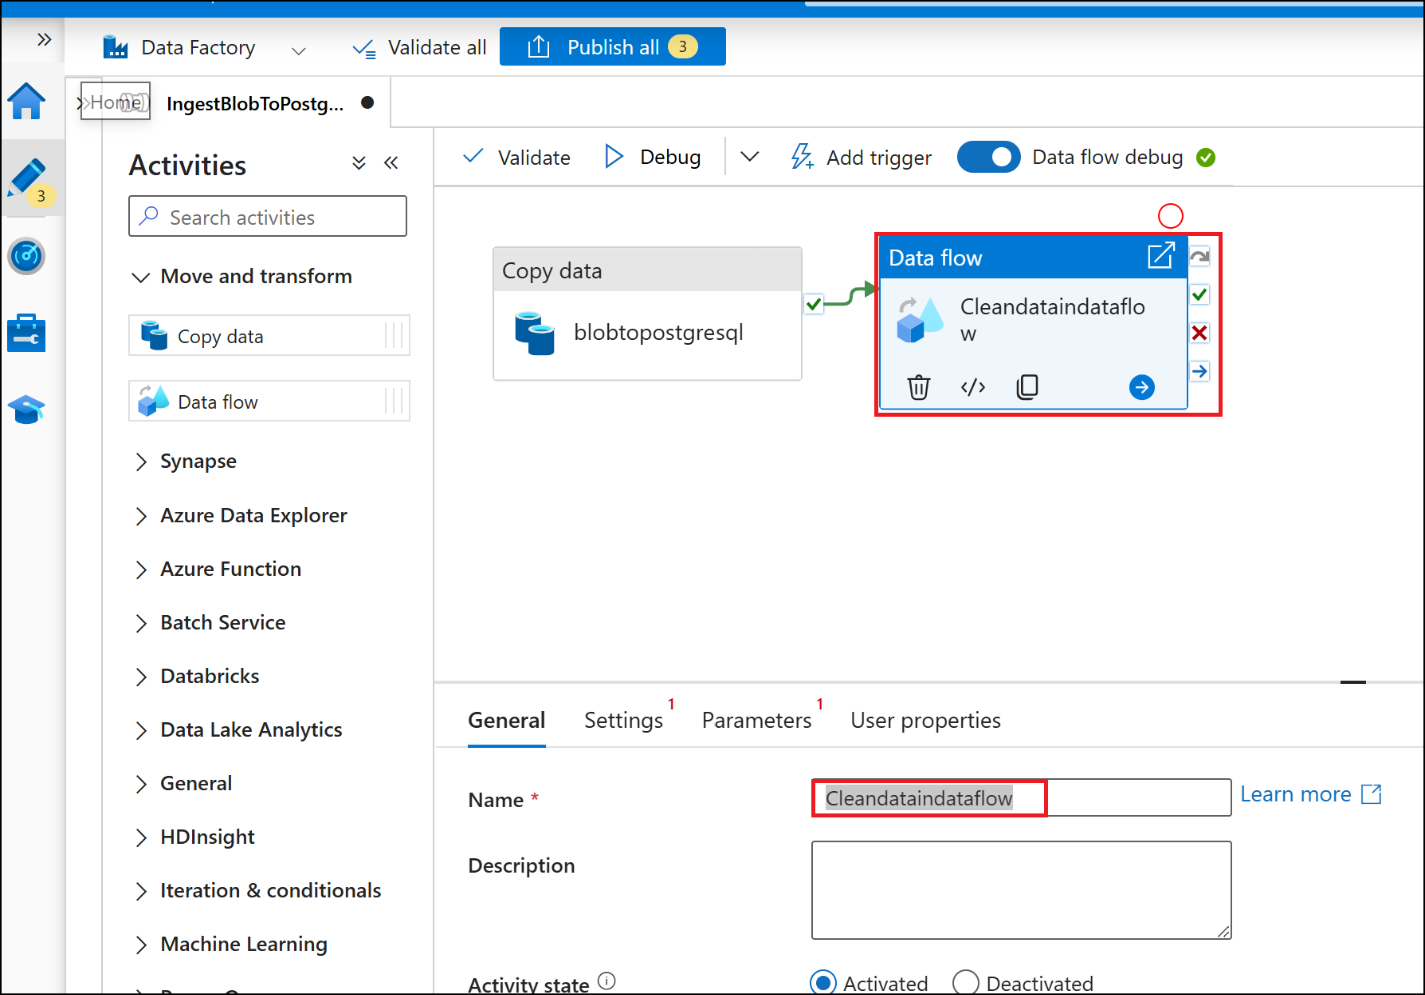 Data Factory
Validate all
Publish all 3
Home
IngestBlobToPostg...
3
Activities
Search activities
Move and transform
Copy data
Data flow
Synapse
Azure Data Explorer
Azure Function
Batch Service
Databricks
Data Lake Analytics
General
HDInsight
Iteration & conditionals
Machine Learning
Validate
Debug
Add trigger
Data flow debug
Copy data
blobtopostgresql
Data flow
Cleandataindataflo
w
General
Settings 1
Parameters 1
User properties
Name *
Cleandataindataflow
Learn more
Description
Activity state
Activated
Deactivated